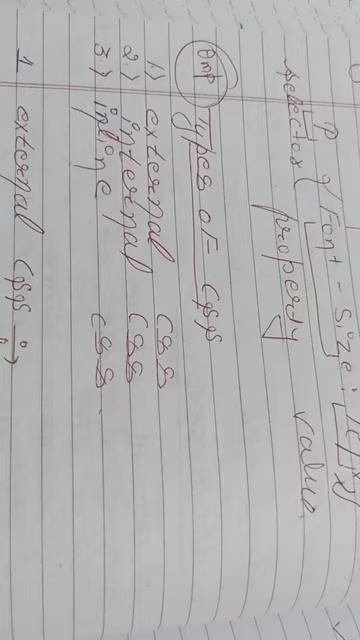 P { Font - size :
selector property value
Imp Types of CSS
1) external CSS
2.) internal CSS
3.) inline CSS.
1 external CSS :→